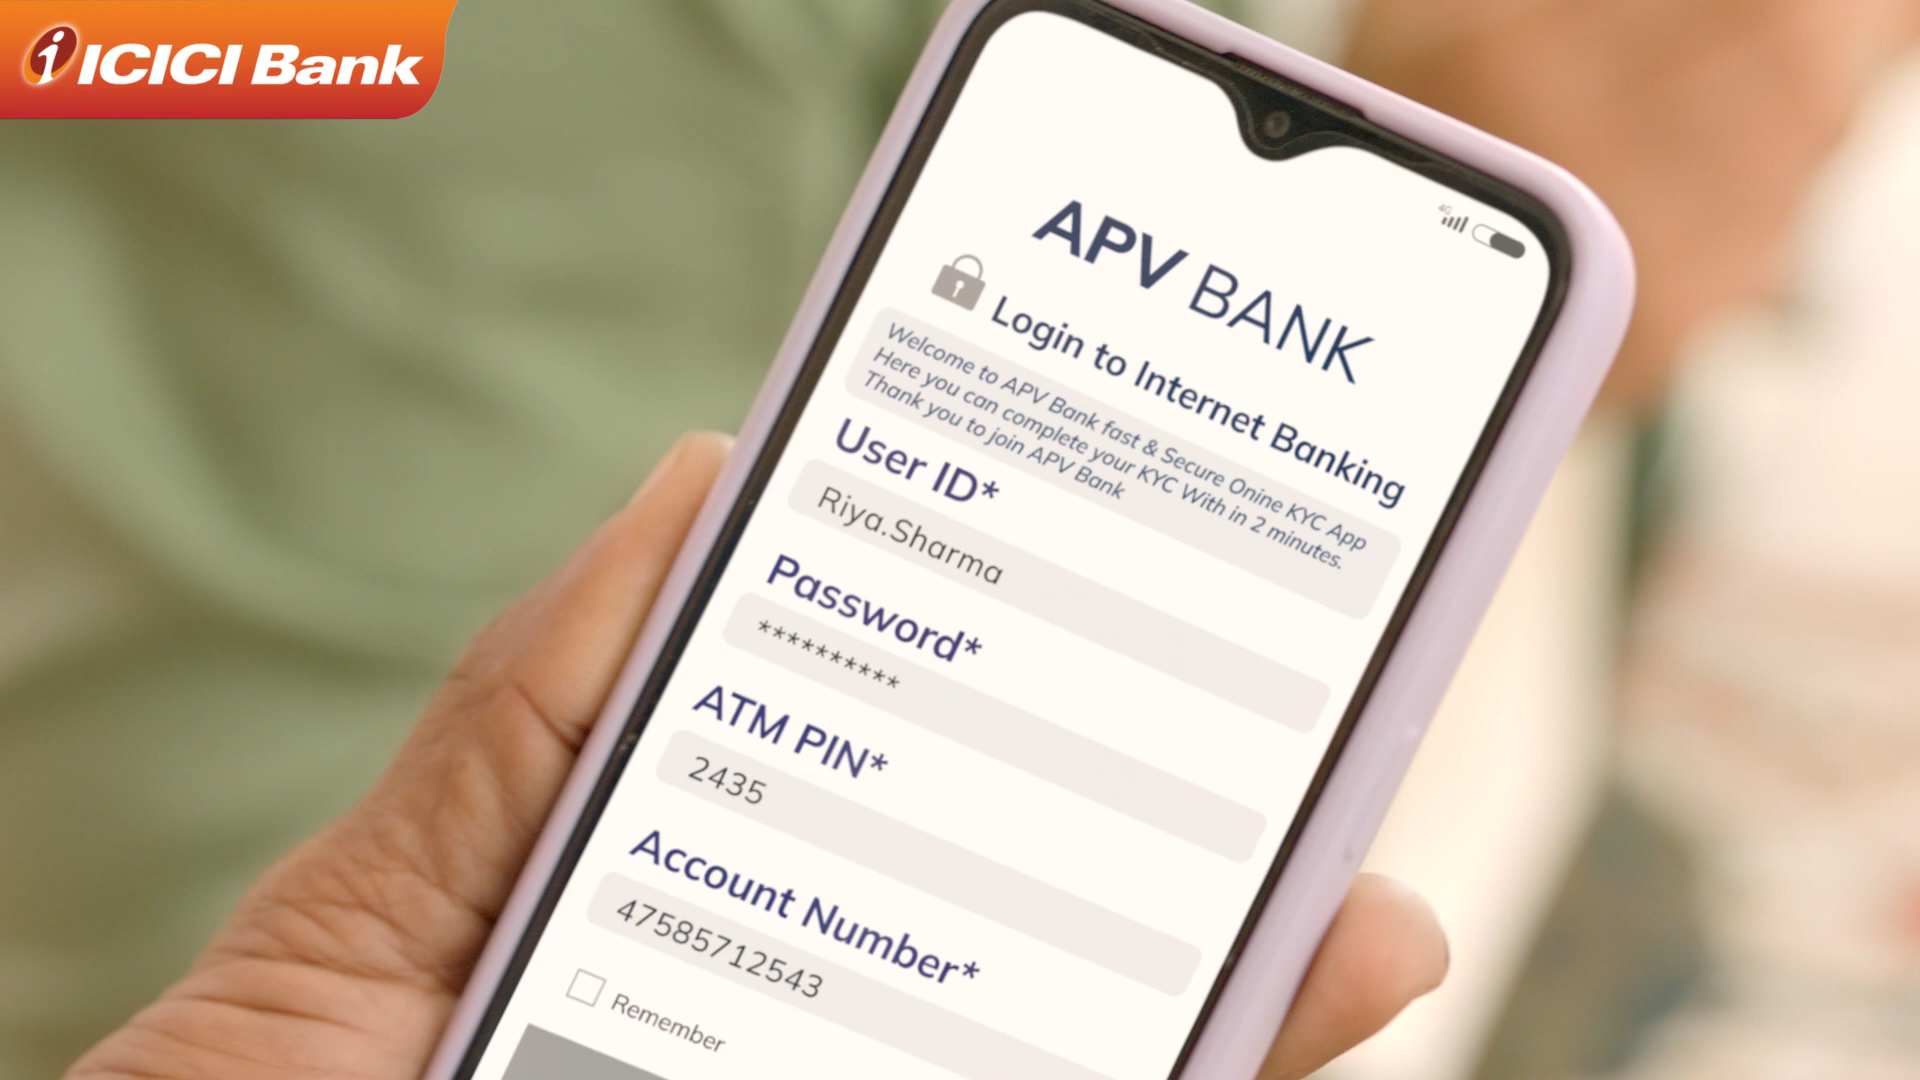 ICICI Bank
4G
APV BANK
Login to Internet Banking
Welcome to APV Bank fast & Secure Onine KYC App
Here you can complete your KYC With in 2 minutes.
Thank you to join APV Bank
User ID*
Riya.Sharma
Password*
**********
ATM PIN*
2435
Account Number*
47585712543
Remember